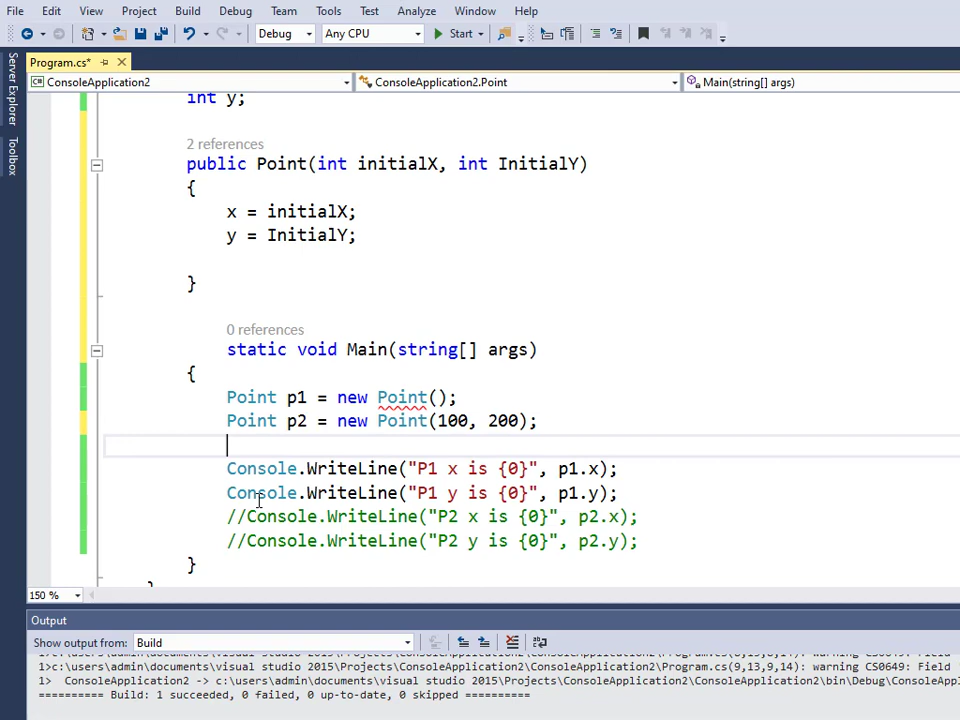 File Edit View Project Build Debug Team Tools Test Analyze Window Help
Debug Any CPU Start
Program.cs*
ConsoleApplication2 ConsoleApplication2.Point Main(string[] args)
Server Explorer
Toolbox
int y;
2 references
public Point(int initialX, int InitialY)
{
x = initialX;
y = InitialY;
}
0 references
static void Main(string[] args)
{
Point p1 = new Point();
Point p2 = new Point(100, 200);
Console.WriteLine("P1 x is {0}", p1.x);
Console.WriteLine("P1 y is {0}", p1.y);
//Console.WriteLine("P2 x is {0}", p2.x);
//Console.WriteLine("P2 y is {0}", p2.y);
}
150 %
Output
Show output from: Build
1>c:\users\admin\documents\visual studio 2015\Projects\ConsoleApplication2\ConsoleApplication2\Program.cs(9,13,9,14): warning CS0649: Field
1> ConsoleApplication2 -> c:\users\admin\documents\visual studio 2015\Projects\ConsoleApplication2\ConsoleApplication2\bin\Debug\ConsoleAppl
========== Build: 1 succeeded, 0 failed, 0 up-to-date, 0 skipped ==========